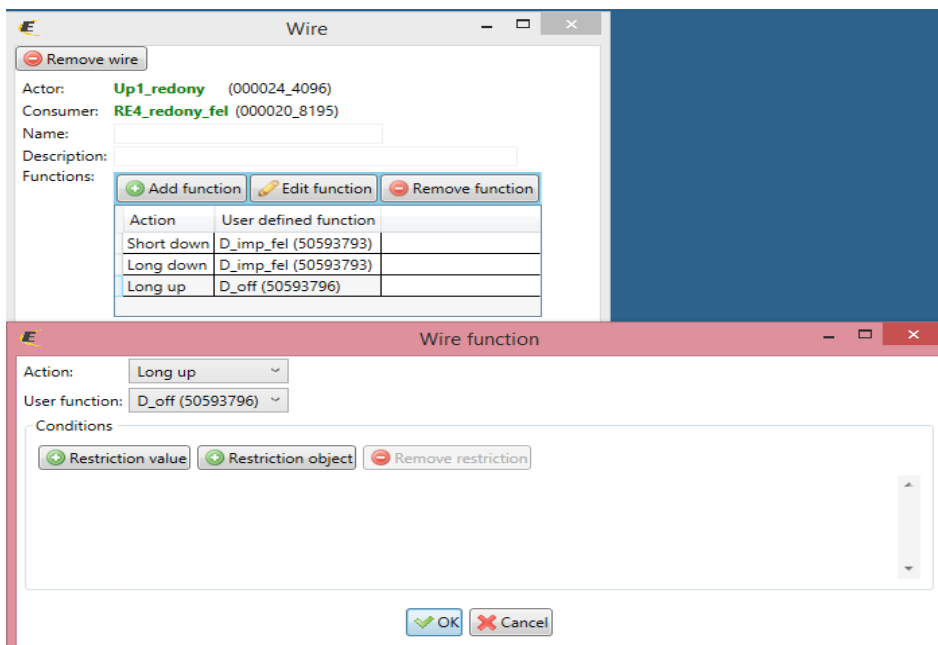 Wire
Remove wire
Actor: Up1_redony (000024_4096)
Consumer: RE4_redony_fel (000020_8195)
Name:
Description:
Functions:
Add function Edit function Remove function
Action User defined function
Short down D_imp_fel (50593793)
Long down D_imp_fel (50593793)
Long up D_off (50593796)
Wire function
Action: Long up
User function: D_off (50593796)
Conditions
Restriction value Restriction object Remove restriction
OK Cancel